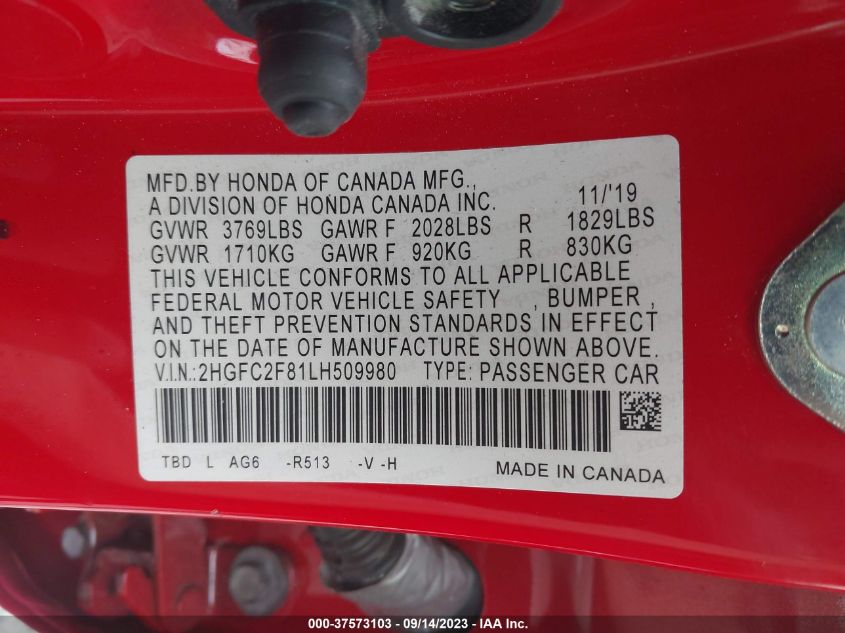 MFD.BY HONDA OF CANADA MFG.,
A DIVISION OF HONDA CANADA INC. 11/'19
GVWR 3769LBS GAWR F 2028LBS R 1829LBS
GVWR 1710KG GAWR F 920KG R 830KG
THIS VEHICLE CONFORMS TO ALL APPLICABLE
FEDERAL MOTOR VEHICLE SAFETY , BUMPER ,
AND THEFT PREVENTION STANDARDS IN EFFECT
ON THE DATE OF MANUFACTURE SHOWN ABOVE.
V.I.N.:2HGFC2F81LH509980 TYPE: PASSENGER CAR
TBD L AG6 -R513 -V -H MADE IN CANADA
000-37573103 - 09/14/2023 - IAA Inc.